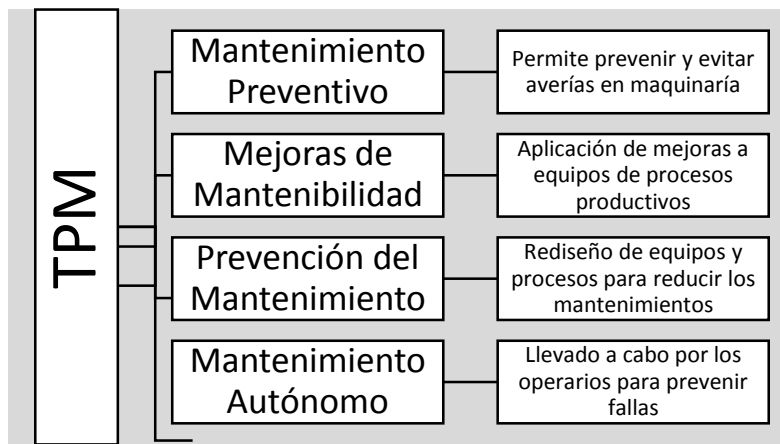 TPM
Mantenimiento
Preventivo
Permite prevenir y evitar
averías en maquinaría
Mejoras de
Mantenibilidad
Aplicación de mejoras a
equipos de procesos
productivos
Prevención del
Mantenimiento
Rediseño de equipos y
procesos para reducir los
mantenimientos
Mantenimiento
Autónomo
Llevado a cabo por los
operarios para prevenir
fallas